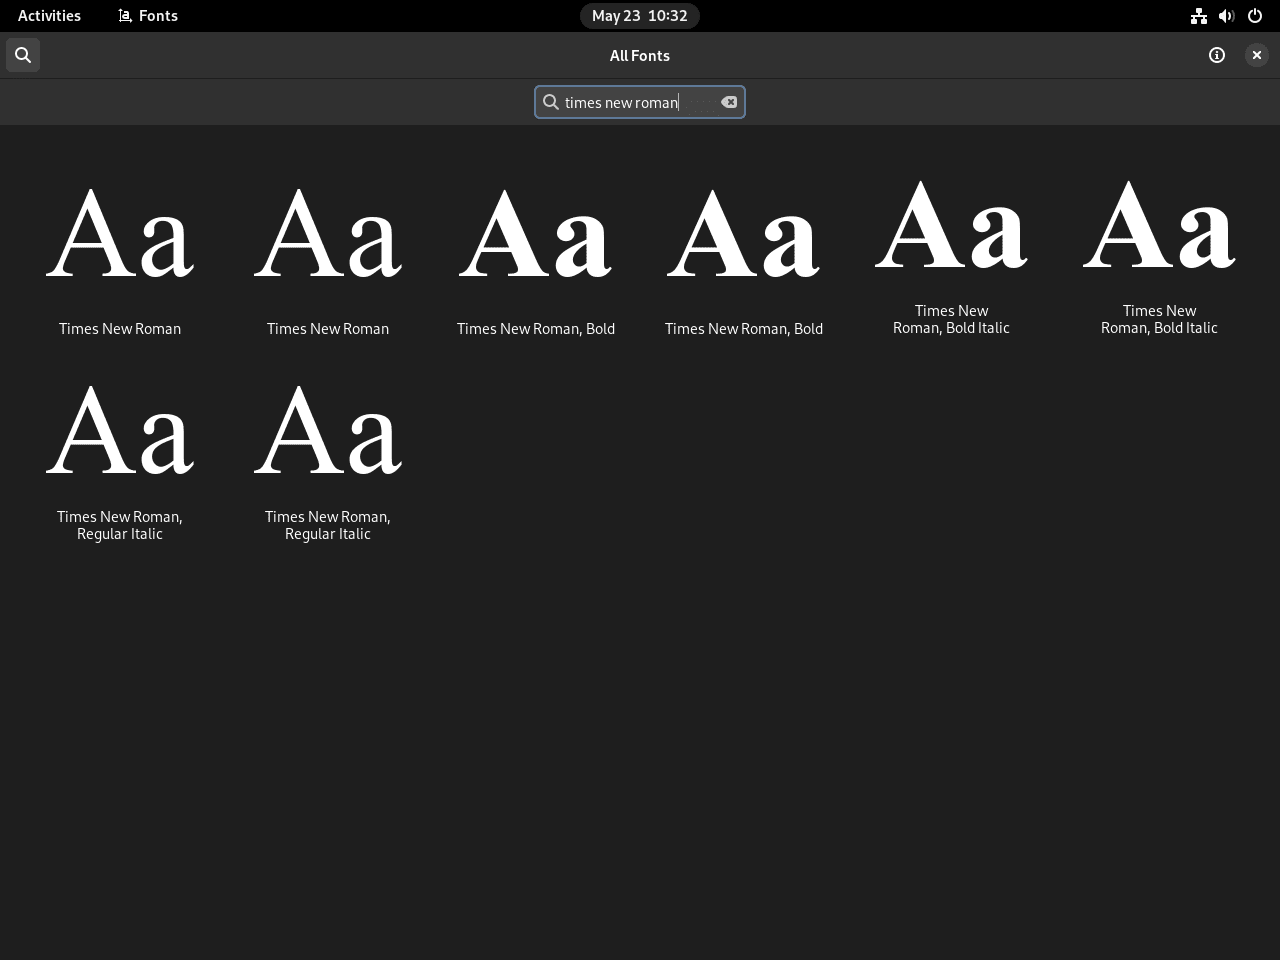 Activities
Fonts
May 23 10:32
All Fonts
times new roman
Aa
Aa
Aa
Aa
Aa
Aa
Times New Roman
Times New Roman
Times New Roman, Bold
Times New Roman, Bold
Times New
Roman, Bold Italic
Times New
Roman, Bold Italic
Aa
Aa
Times New Roman,
Regular Italic
Times New Roman,
Regular Italic